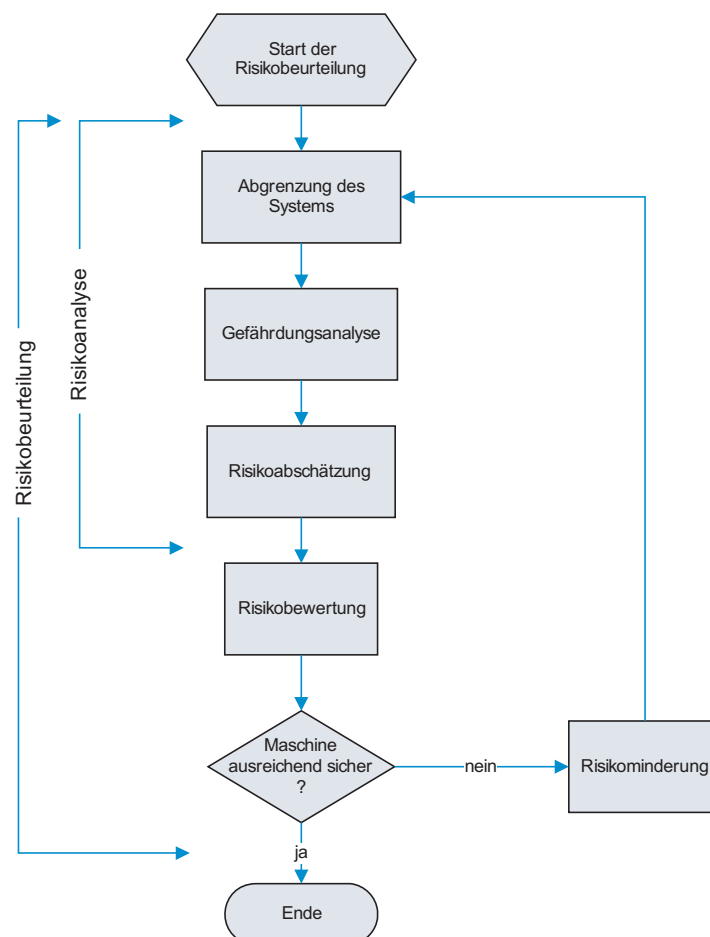 Start der
Risikobeurteilung
Abgrenzung des
Systems
Gefährdungsanalyse
Risikoabschätzung
Risikobewertung
Maschine
ausreichend sicher
?
nein
Risikominderung
ja
Ende
Risikoanalyse
Risikobeurteilung